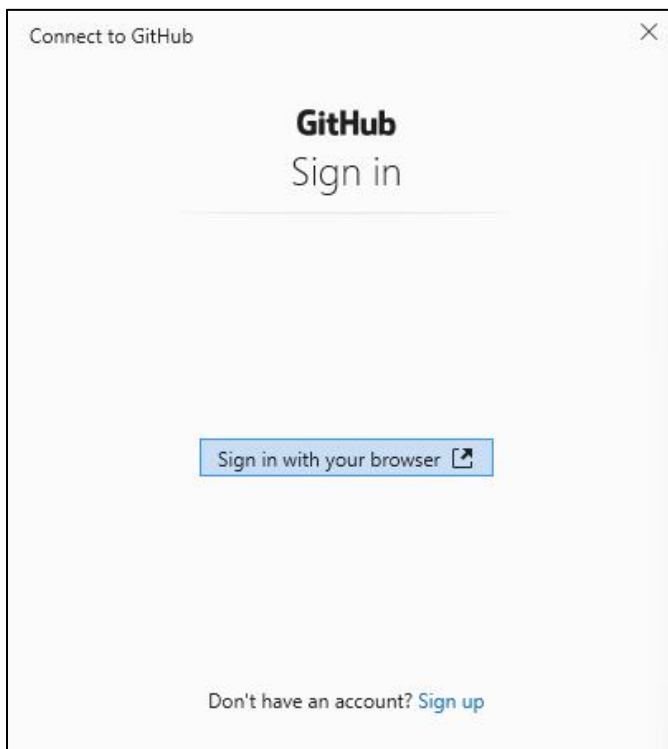 Connect to GitHub
GitHub
Sign in
Sign in with your browser
Don't have an account? Sign up